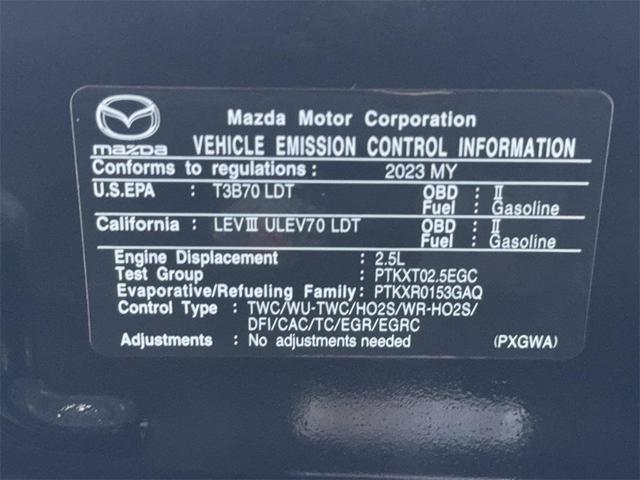 Mazda Motor Corporation
mazda VEHICLE EMISSION CONTROL INFORMATION
Conforms to regulations : 2023 MY
U.S.EPA : T3B70 LDT OBD : II
Fuel : Gasoline
California : LEVⅢ ULEV70 LDT OBD : II
Fuel : Gasoline
Engine Displacement : 2.5L
Test Group : PTKXT02.5EGC
Evaporative/Refueling Family: PTKXR0153GAQ
Control Type : TWC/WU-TWC/HO2S/WR-HO2S/
DFI/CAC/TC/EGR/EGRC
Adjustments : No adjustments needed (PXGWA)